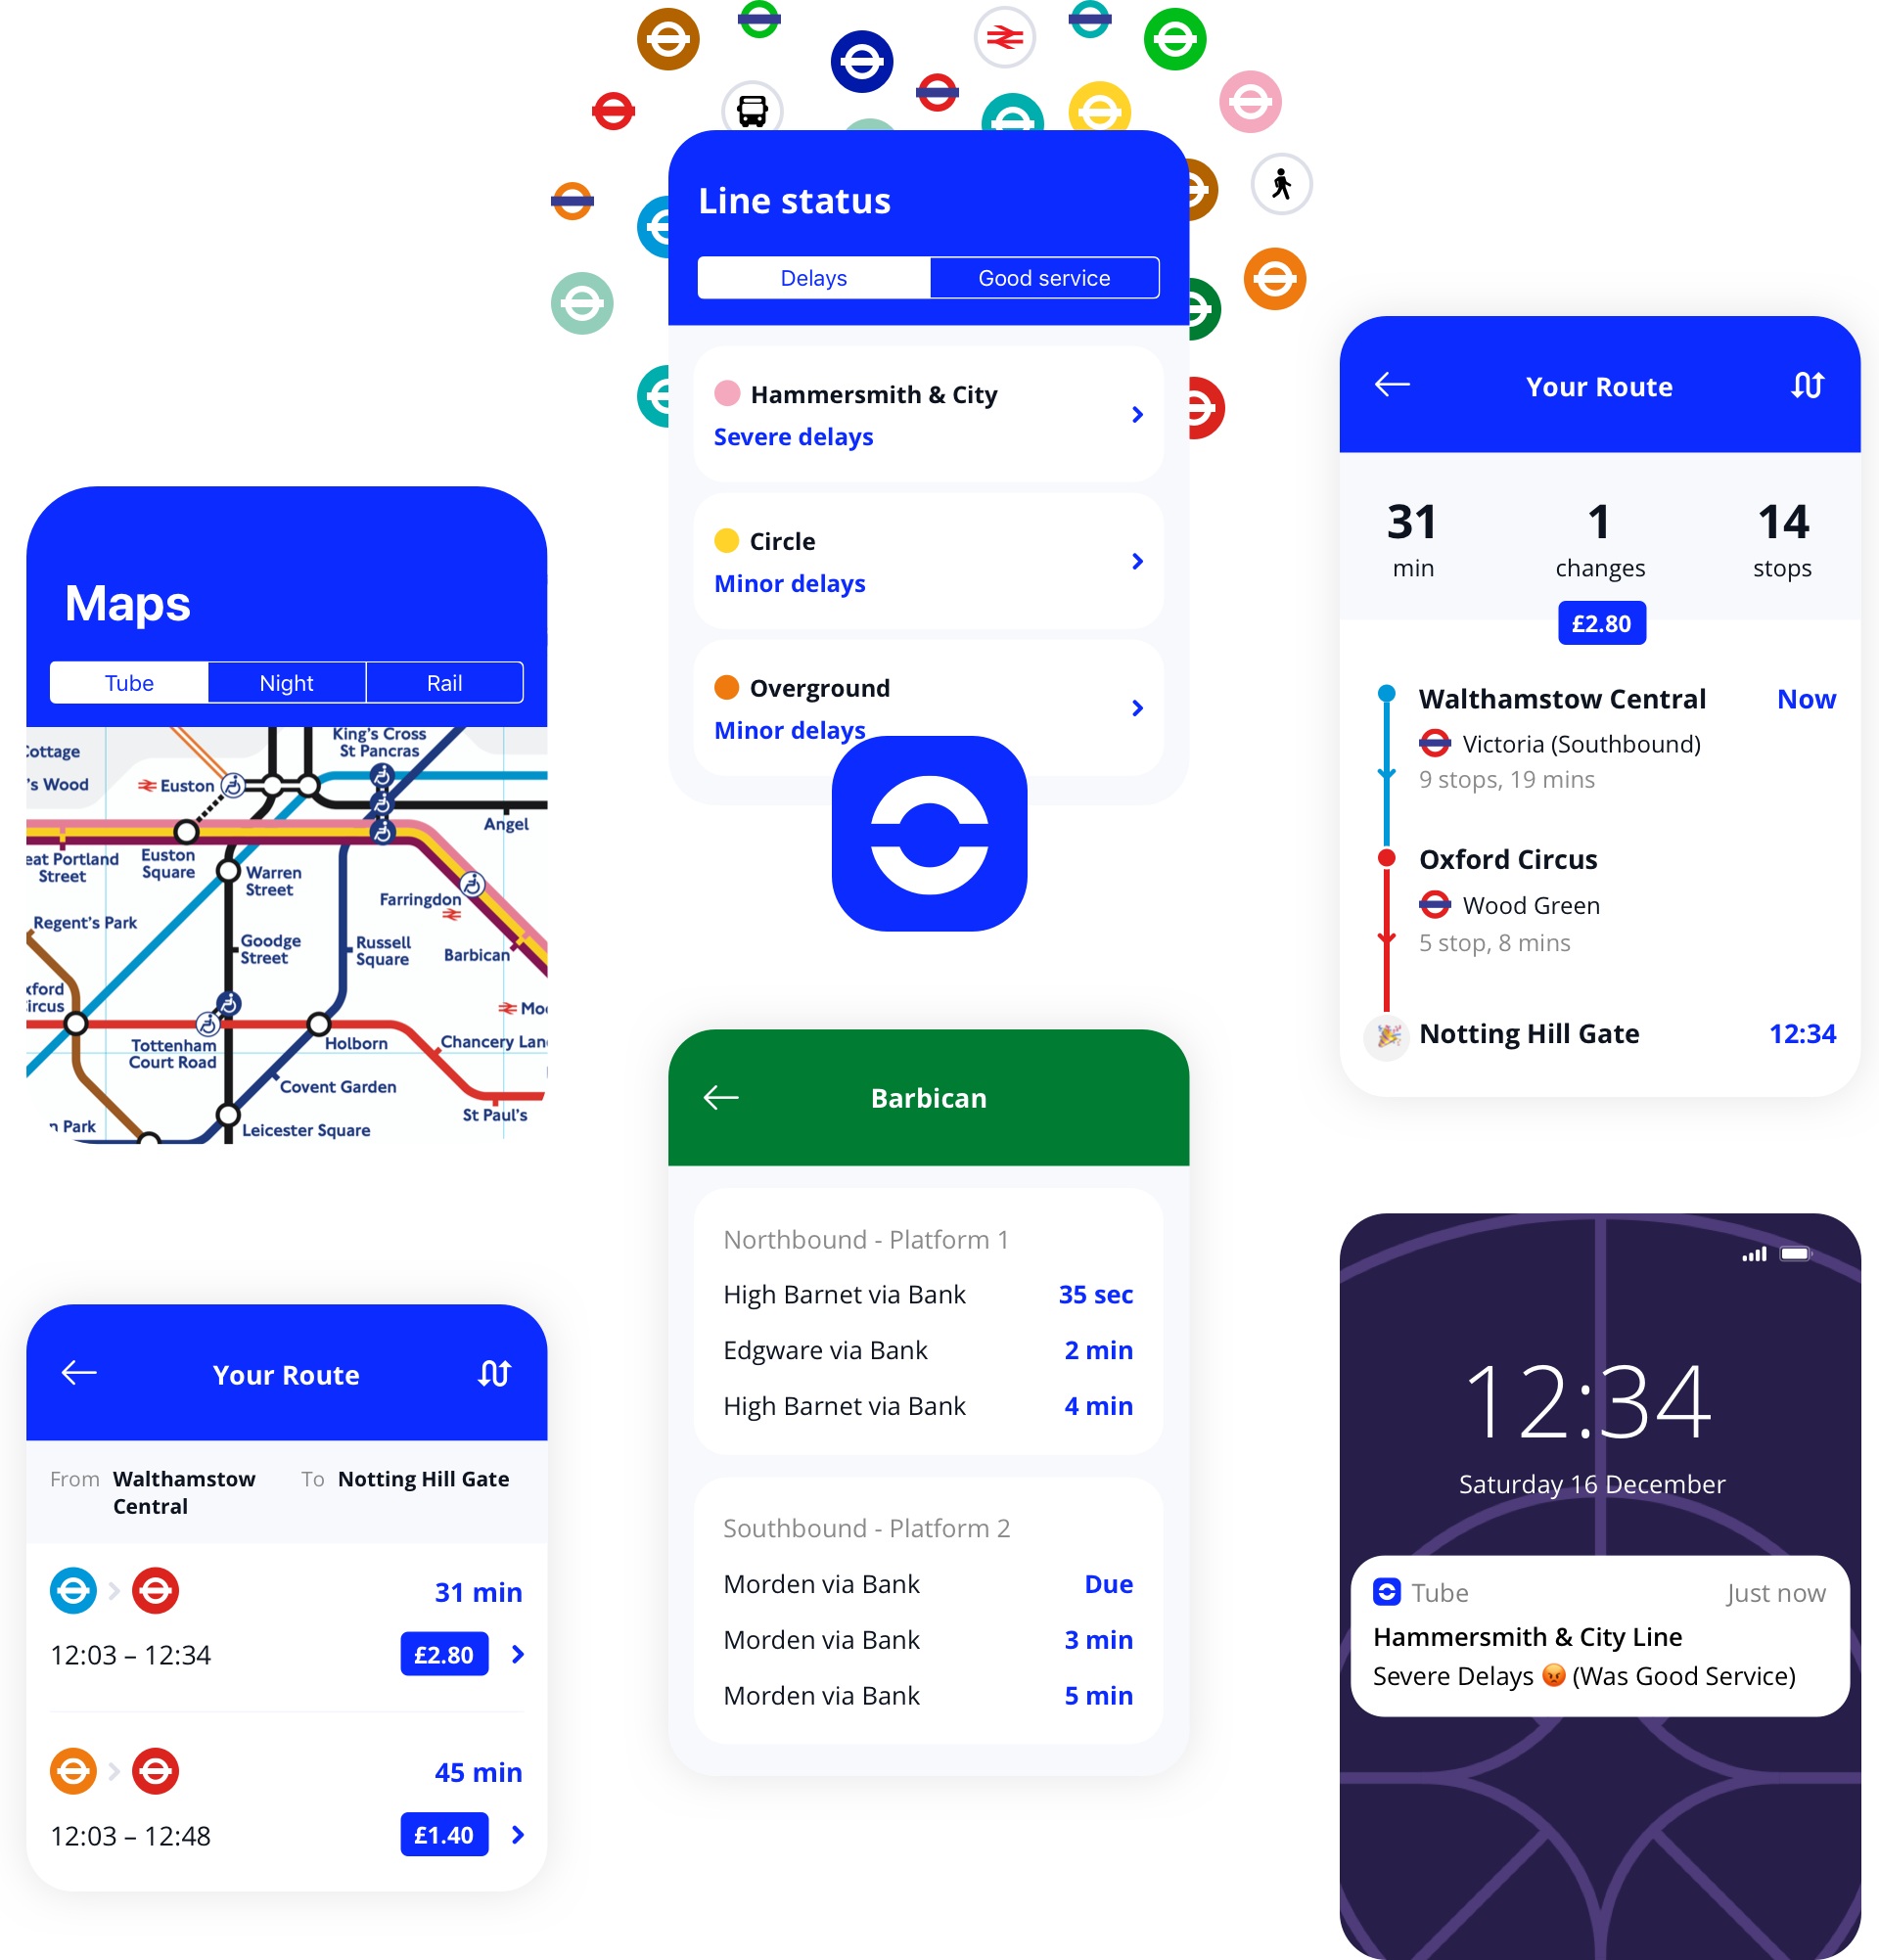 Line status
Delays
Good service
Hammersmith & City
Severe delays
Circle
Minor delays
Overground
Minor delays
Maps
Tube
Night
Rail
King's Cross
St Pancras
Cottage
's Wood
Euston
Angel
eat Portland
Street
Euston
Square
Warren
Street
Farringdon
Regent's Park
Goodge
Street
Russell
Square
Barbican
xford
ircus
Moo
Tottenham
Court Road
Holborn
Chancery Lan
Covent Garden
St Paul's
n Park
Leicester Square
Your Route
31
1
14
min
changes
stops
£2.80
Walthamstow Central
Now
Victoria (Southbound)
9 stops, 19 mins
Oxford Circus
Wood Green
5 stop, 8 mins
Notting Hill Gate
12:34
Barbican
Northbound - Platform 1
High Barnet via Bank
35 sec
Edgware via Bank
2 min
High Barnet via Bank
4 min
Southbound - Platform 2
Morden via Bank
Due
Morden via Bank
3 min
Morden via Bank
5 min
Your Route
From Walthamstow
Central
To Notting Hill Gate
31 min
12:03 – 12:34
£2.80
45 min
12:03 – 12:48
£1.40
12:34
Saturday 16 December
Tube
Just now
Hammersmith & City Line
Severe Delays 😡 (Was Good Service)